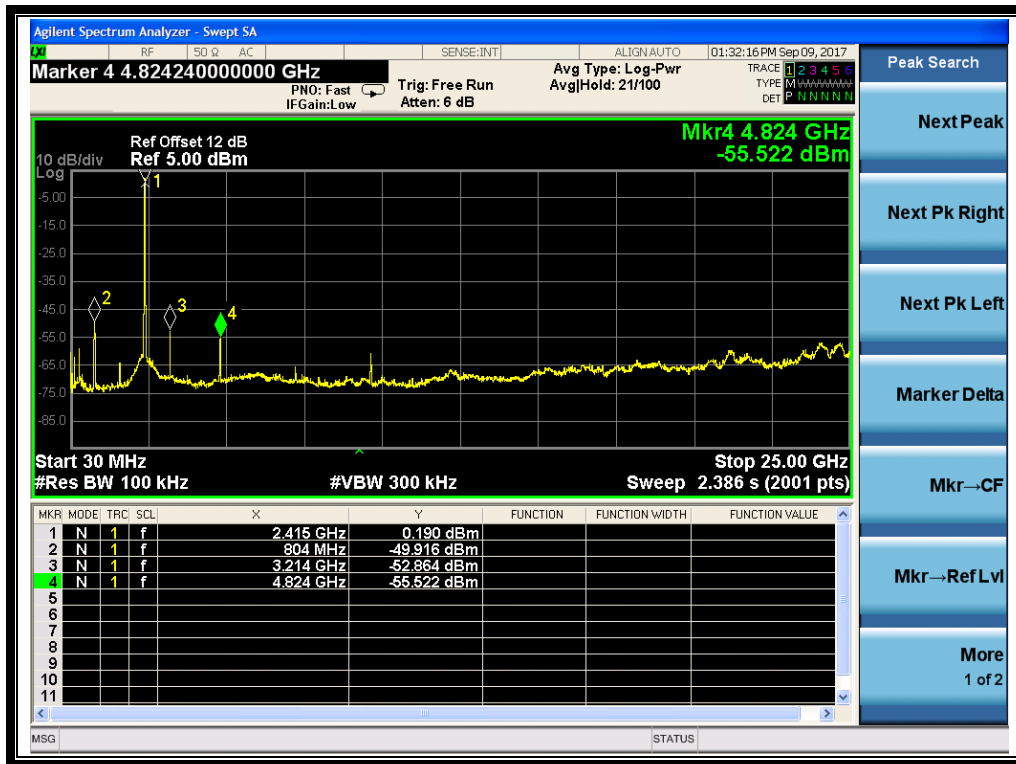 Agilent Spectrum Analyzer - Swept SA
LXI RF 50 Ω AC SENSE:INT ALIGN AUTO 01:32:16 PM Sep 09, 2017
Marker 4 4.824240000000 GHz
PNO: Fast
IFGain:Low
Trig: Free Run
Atten: 6 dB
Avg Type: Log-Pwr
Avg|Hold: 21/100
TRACE 1 2 3 4 5 6
TYPE M WWWWW
DET P N N N N N
Peak Search
Mkr4 4.824 GHz
-55.522 dBm
Ref Offset 12 dB
10 dB/div Ref 5.00 dBm
Log
-5.00
-15.0
-25.0
-35.0
-45.0
-55.0
-65.0
-75.0
-85.0
1
2
3
4
Start 30 MHz Stop 25.00 GHz
#Res BW 100 kHz #VBW 300 kHz Sweep 2.386 s (2001 pts)
MKR MODE TRC SCL X Y FUNCTION FUNCTION WIDTH FUNCTION VALUE
1 N 1 f 2.415 GHz 0.190 dBm
2 N 1 f 804 MHz -49.916 dBm
3 N 1 f 3.214 GHz -52.864 dBm
4 N 1 f 4.824 GHz -55.522 dBm
5
6
7
8
9
10
11
MSG STATUS
Next Peak
Next Pk Right
Next Pk Left
Marker Delta
Mkr→CF
Mkr→Ref Lvl
More
1 of 2